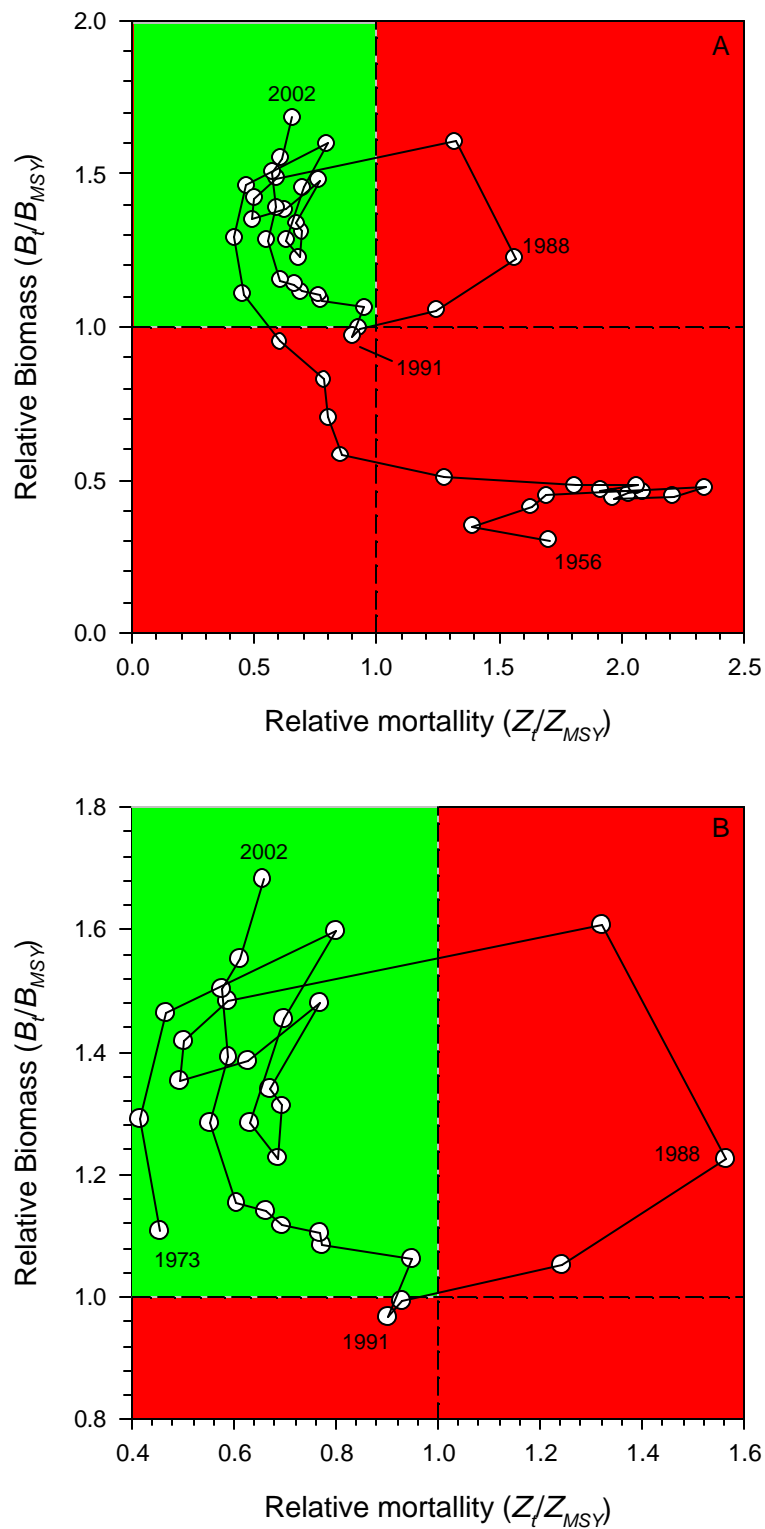 A
2.0
1.5
1.0
0.5
0.0
Relative Biomass (Bt/BMSY)
2002
1988
1991
1956
0.0 0.5 1.0 1.5 2.0 2.5
Relative mortallity (Zt/ZMSY)
B
1.8
1.6
1.4
1.2
1.0
0.8
Relative Biomass (Bt/BMSY)
2002
1988
1973
1991
0.4 0.6 0.8 1.0 1.2 1.4 1.6
Relative mortallity (Zt/ZMSY)